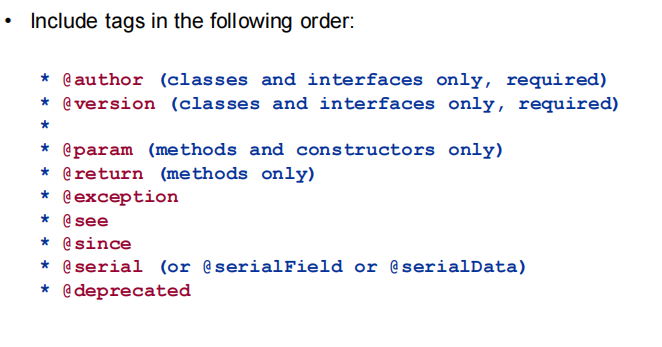 • Include tags in the following order:
* @author (classes and interfaces only, required)
* @version (classes and interfaces only, required)
*
* @param (methods and constructors only)
* @return (methods only)
* @exception
* @see
* @since
* @serial (or @serialField or @serialData)
* @deprecated